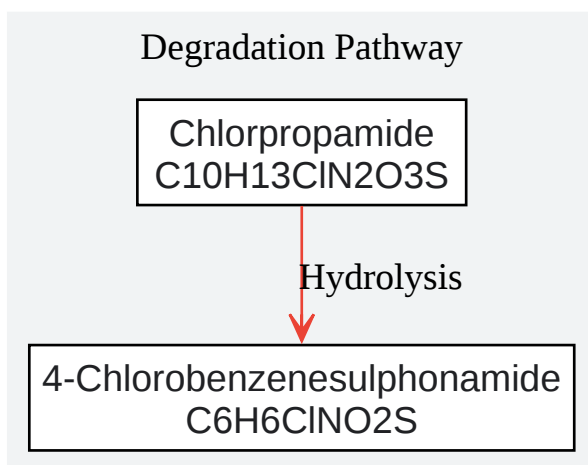 Degradation Pathway
Chlorpropamide
C10H13ClN2O3S
Hydrolysis
4-Chlorobenzenesulphonamide
C6H6ClNO2S